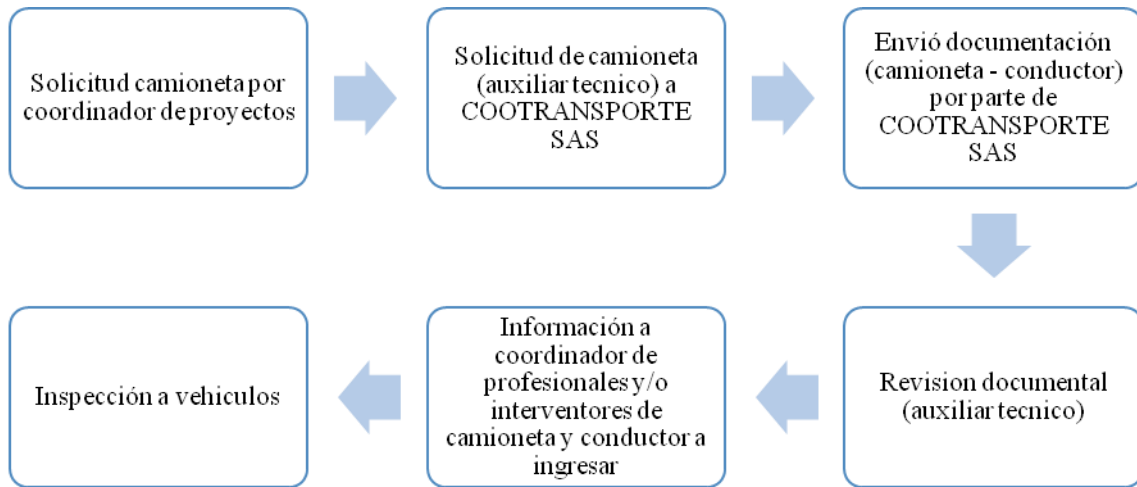 Solicitud camioneta por
coordinador de proyectos
Solicitud de camioneta
(auxiliar tecnico) a
COOTRANSPORTE
SAS
Envió documentación
(camioneta - conductor)
por parte de
COOTRANSPORTE
SAS
Revision documental
(auxiliar tecnico)
Información a
coordinador de
profesionales y/o
interventores de
camioneta y conductor a
ingresar
Inspección a vehiculos